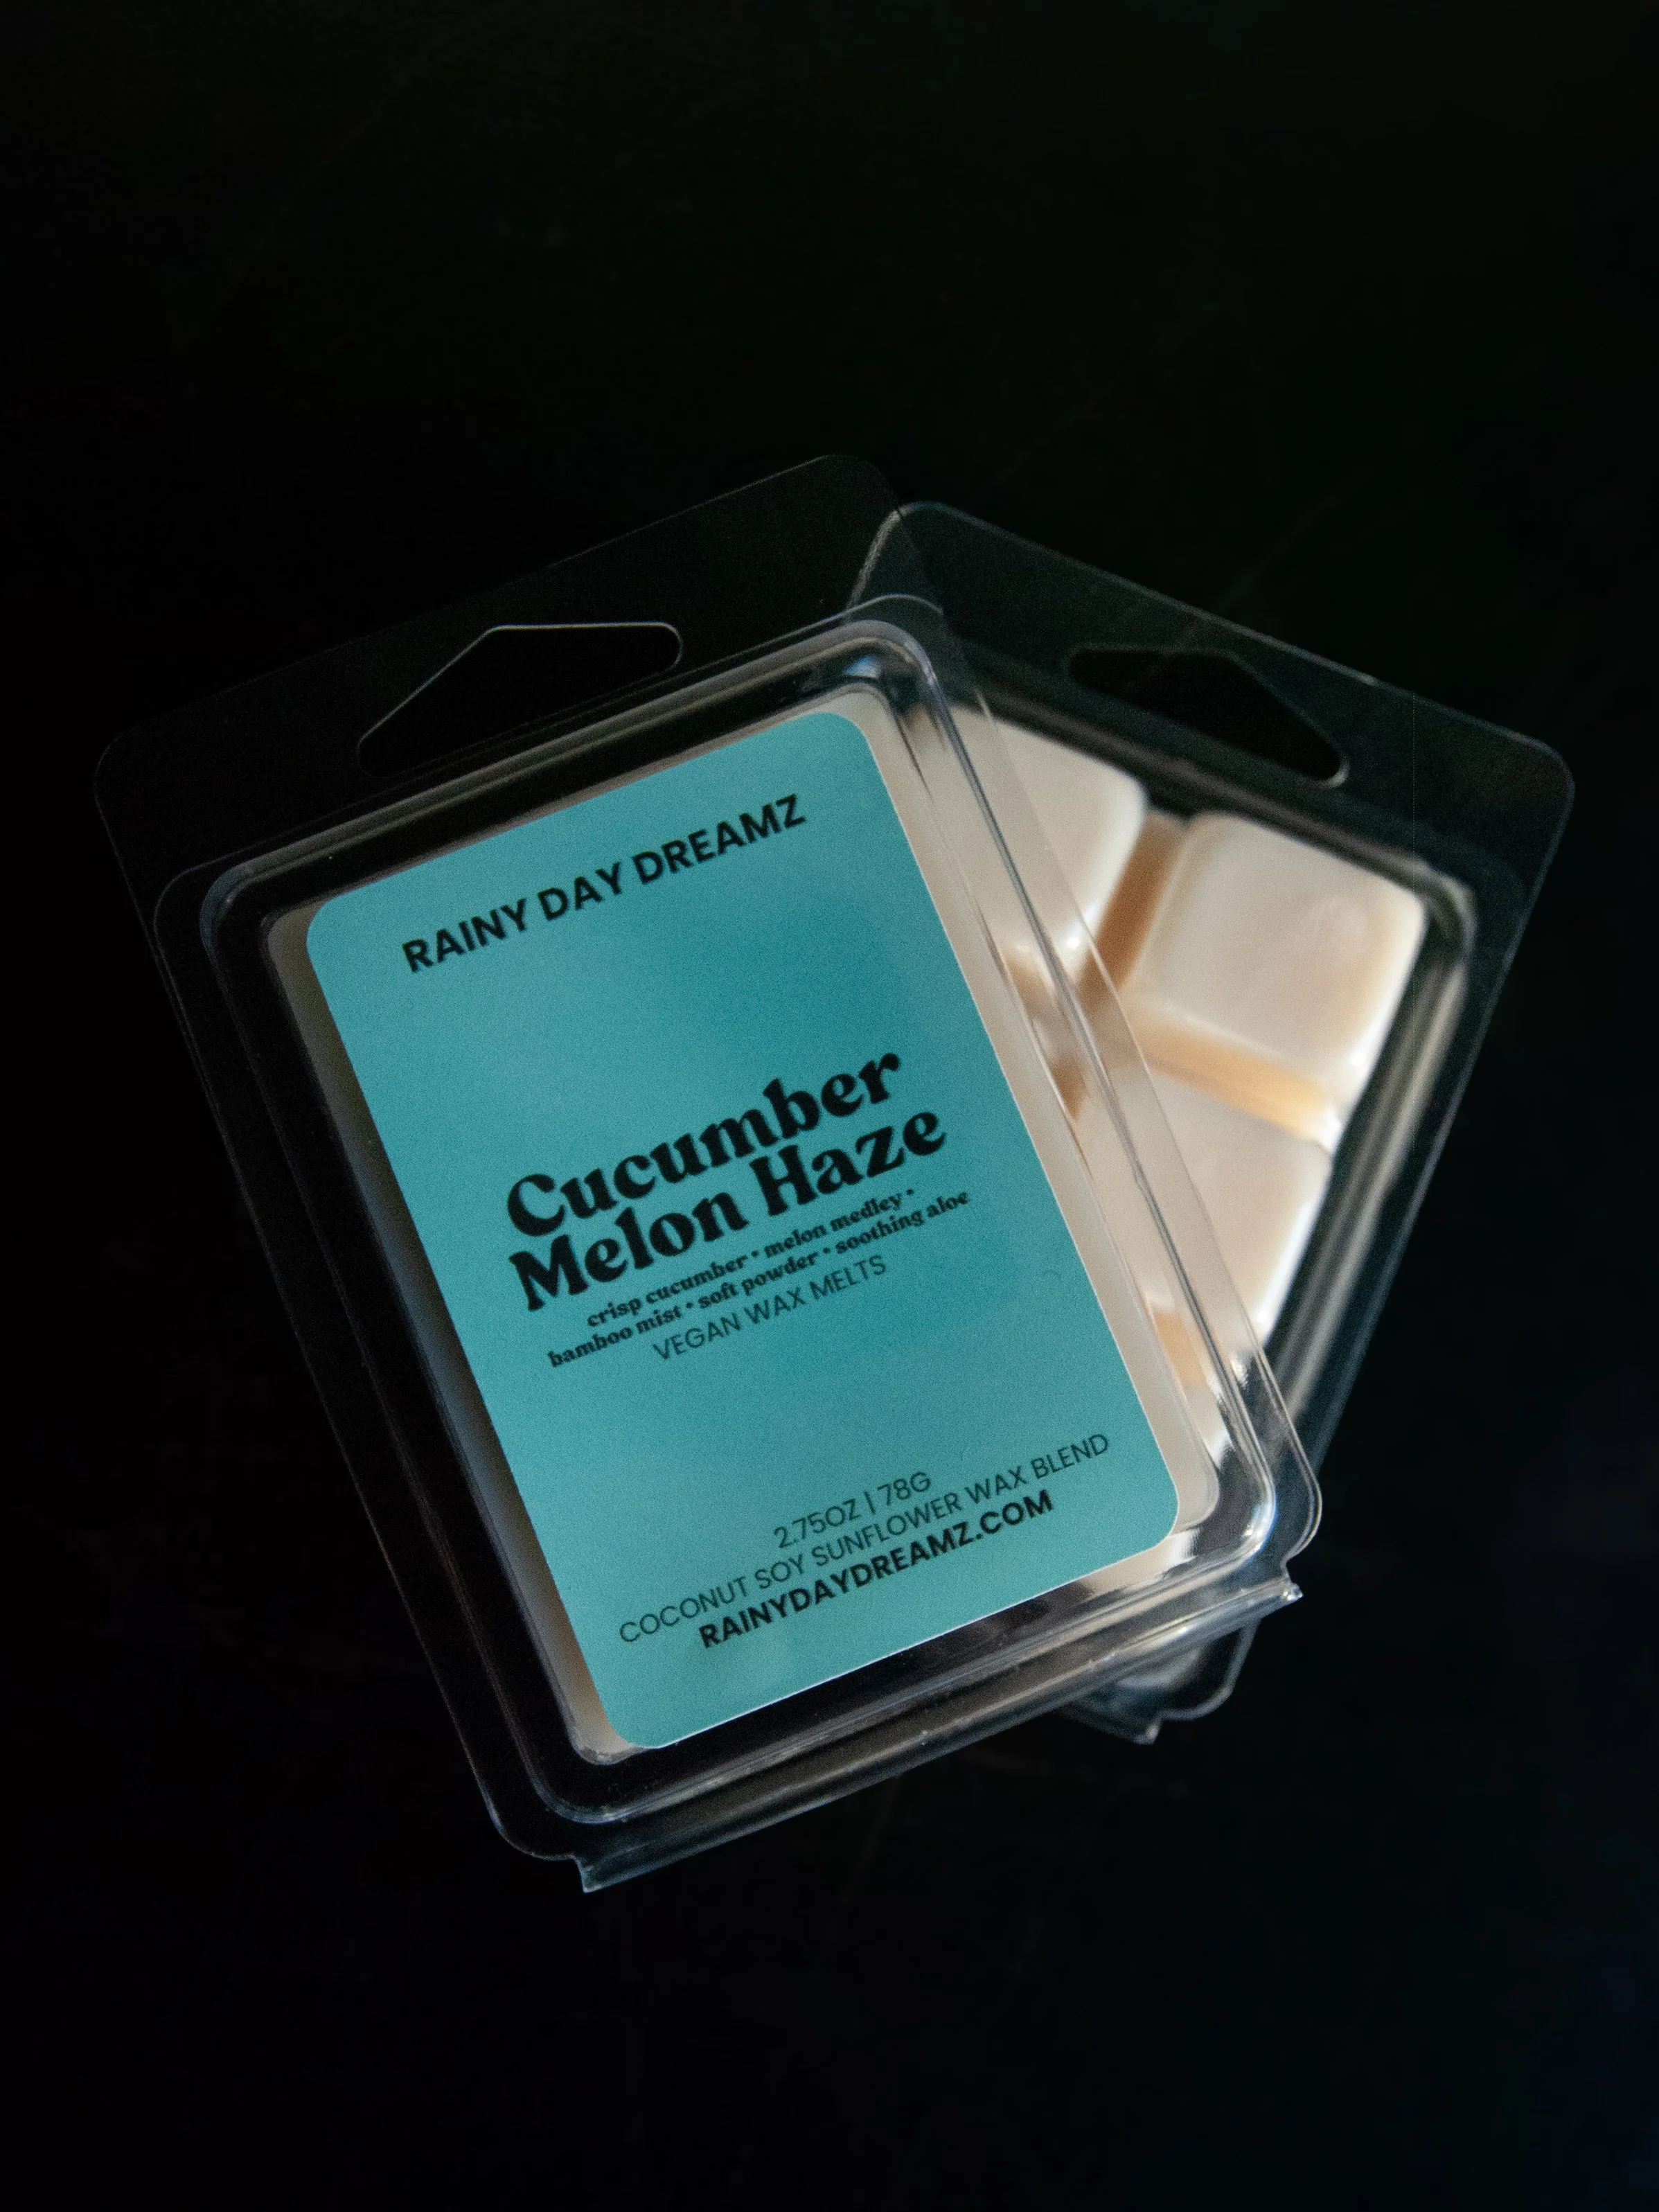 RAINY DAY DREAMZ
Cucumber
Melon Haze
crisp cucumber • melon medley •
bamboo mist • soft powder • soothing aloe
VEGAN WAX MELTS
2.75OZ | 78G
COCONUT SOY SUNFLOWER WAX BLEND
RAINYDAYDREAMZ.COM